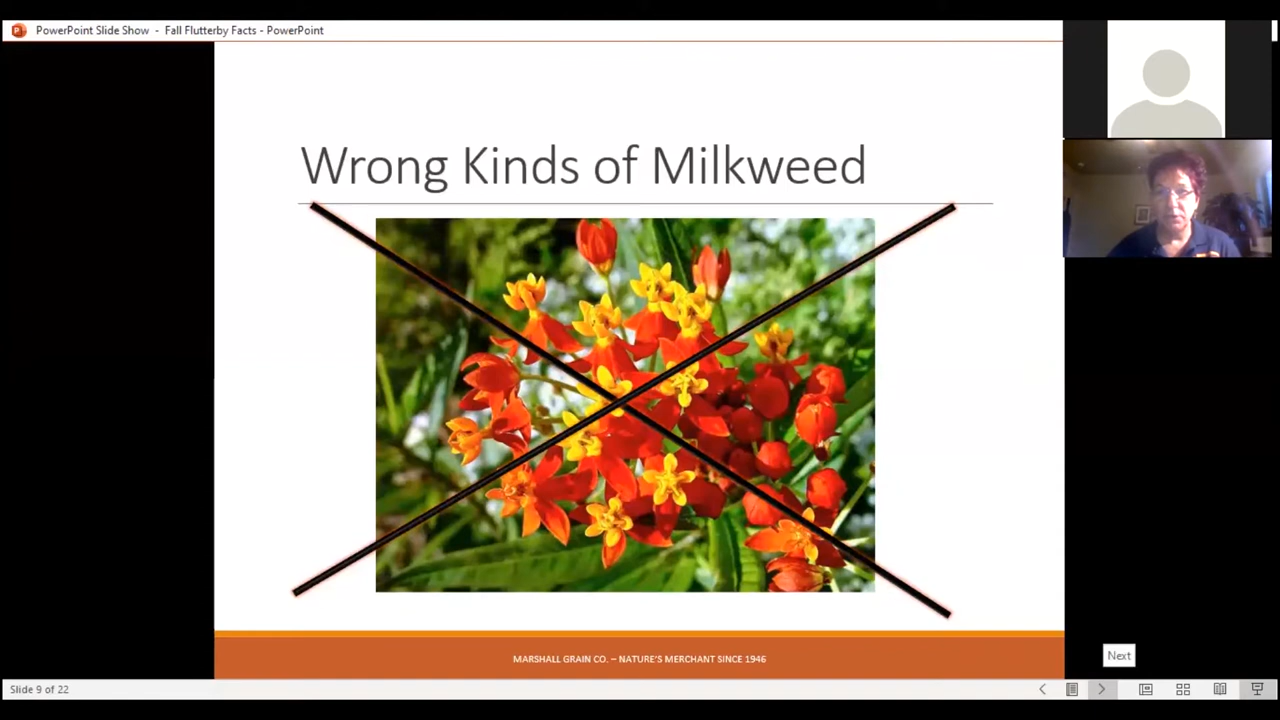 PowerPoint Slide Show - Fall Flutterby Facts - PowerPoint
Wrong Kinds of Milkweed
MARSHALL GRAIN CO. – NATURE'S MERCHANT SINCE 1946
Next
Slide 9 of 22